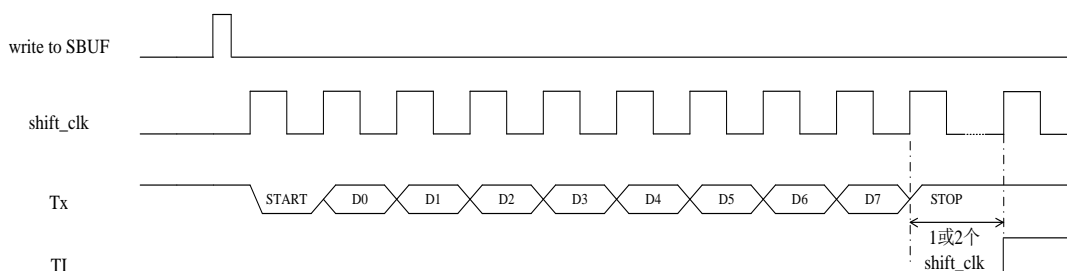 write to SBUF
shift_clk
Tx START D0 D1 D2 D3 D4 D5 D6 D7 STOP
1或2个
shift_clk
TI